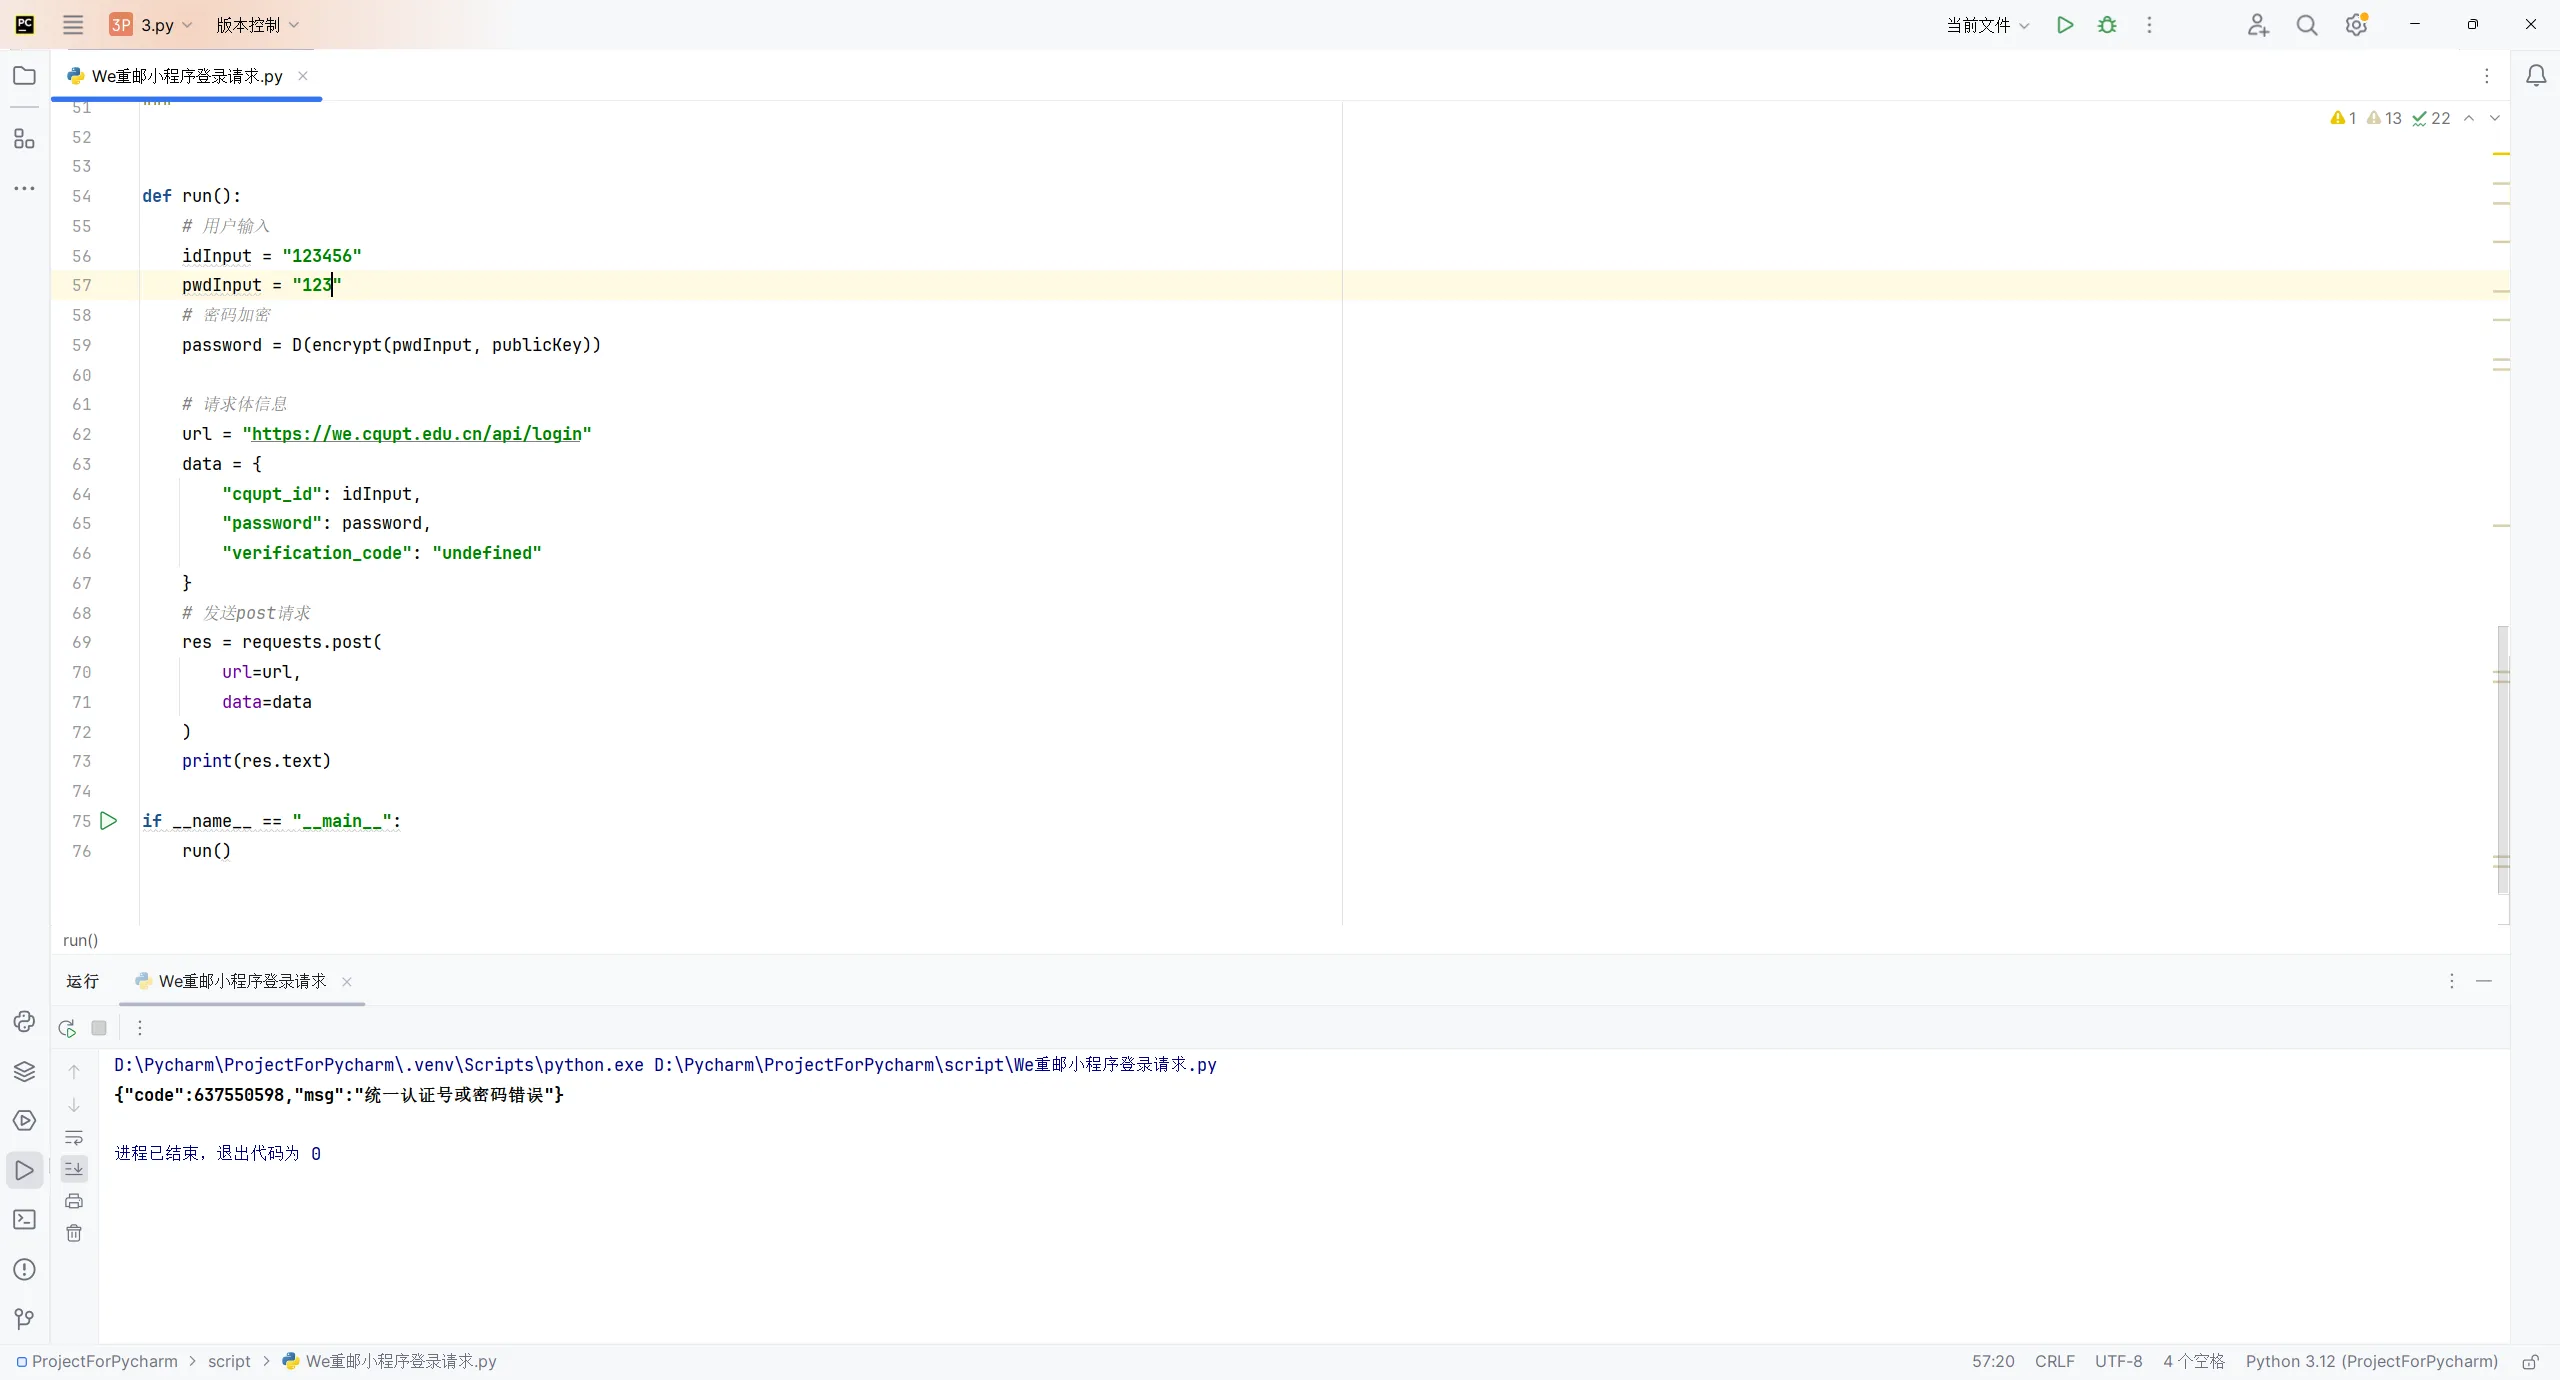 PC
3P 3.py 版本控制 当前文件
We重邮小程序登录请求.py
1 13 22
51 """
52
53
54 def run():
55 # 用户输入
56 idInput = "123456"
57 pwdInput = "123"
58 # 密码加密
59 password = D(encrypt(pwdInput, publicKey))
60
61 # 请求体信息
62 url = "https://we.cqupt.edu.cn/api/login"
63 data = {
64 "cqupt_id": idInput,
65 "password": password,
66 "verification_code": "undefined"
67 }
68 # 发送post请求
69 res = requests.post(
70 url=url,
71 data=data
72 )
73 print(res.text)
74
75 if __name__ == "__main__":
76 run()
run()
运行 We重邮小程序登录请求
D:\Pycharm\ProjectForPycharm\.venv\Scripts\python.exe D:\Pycharm\ProjectForPycharm\script\We重邮小程序登录请求.py
{"code":637550598,"msg":"统一认证号或密码错误"}
进程已结束，退出代码为 0
ProjectForPycharm > script > We重邮小程序登录请求.py 57:20 CRLF UTF-8 4 个空格 Python 3.12 (ProjectForPycharm)